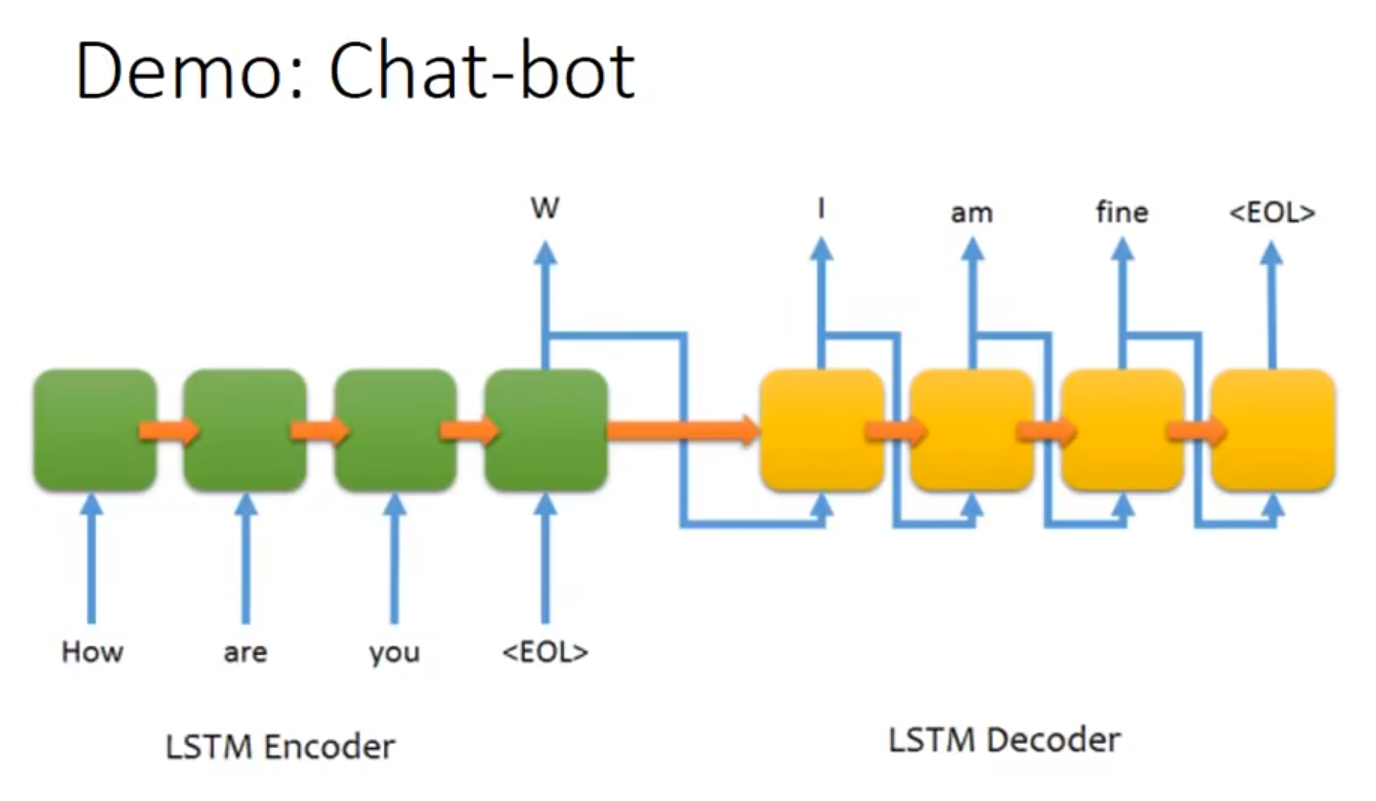 Demo: Chat-bot
W
I
am
fine
<EOL>
How
are
you
<EOL>
LSTM Encoder
LSTM Decoder